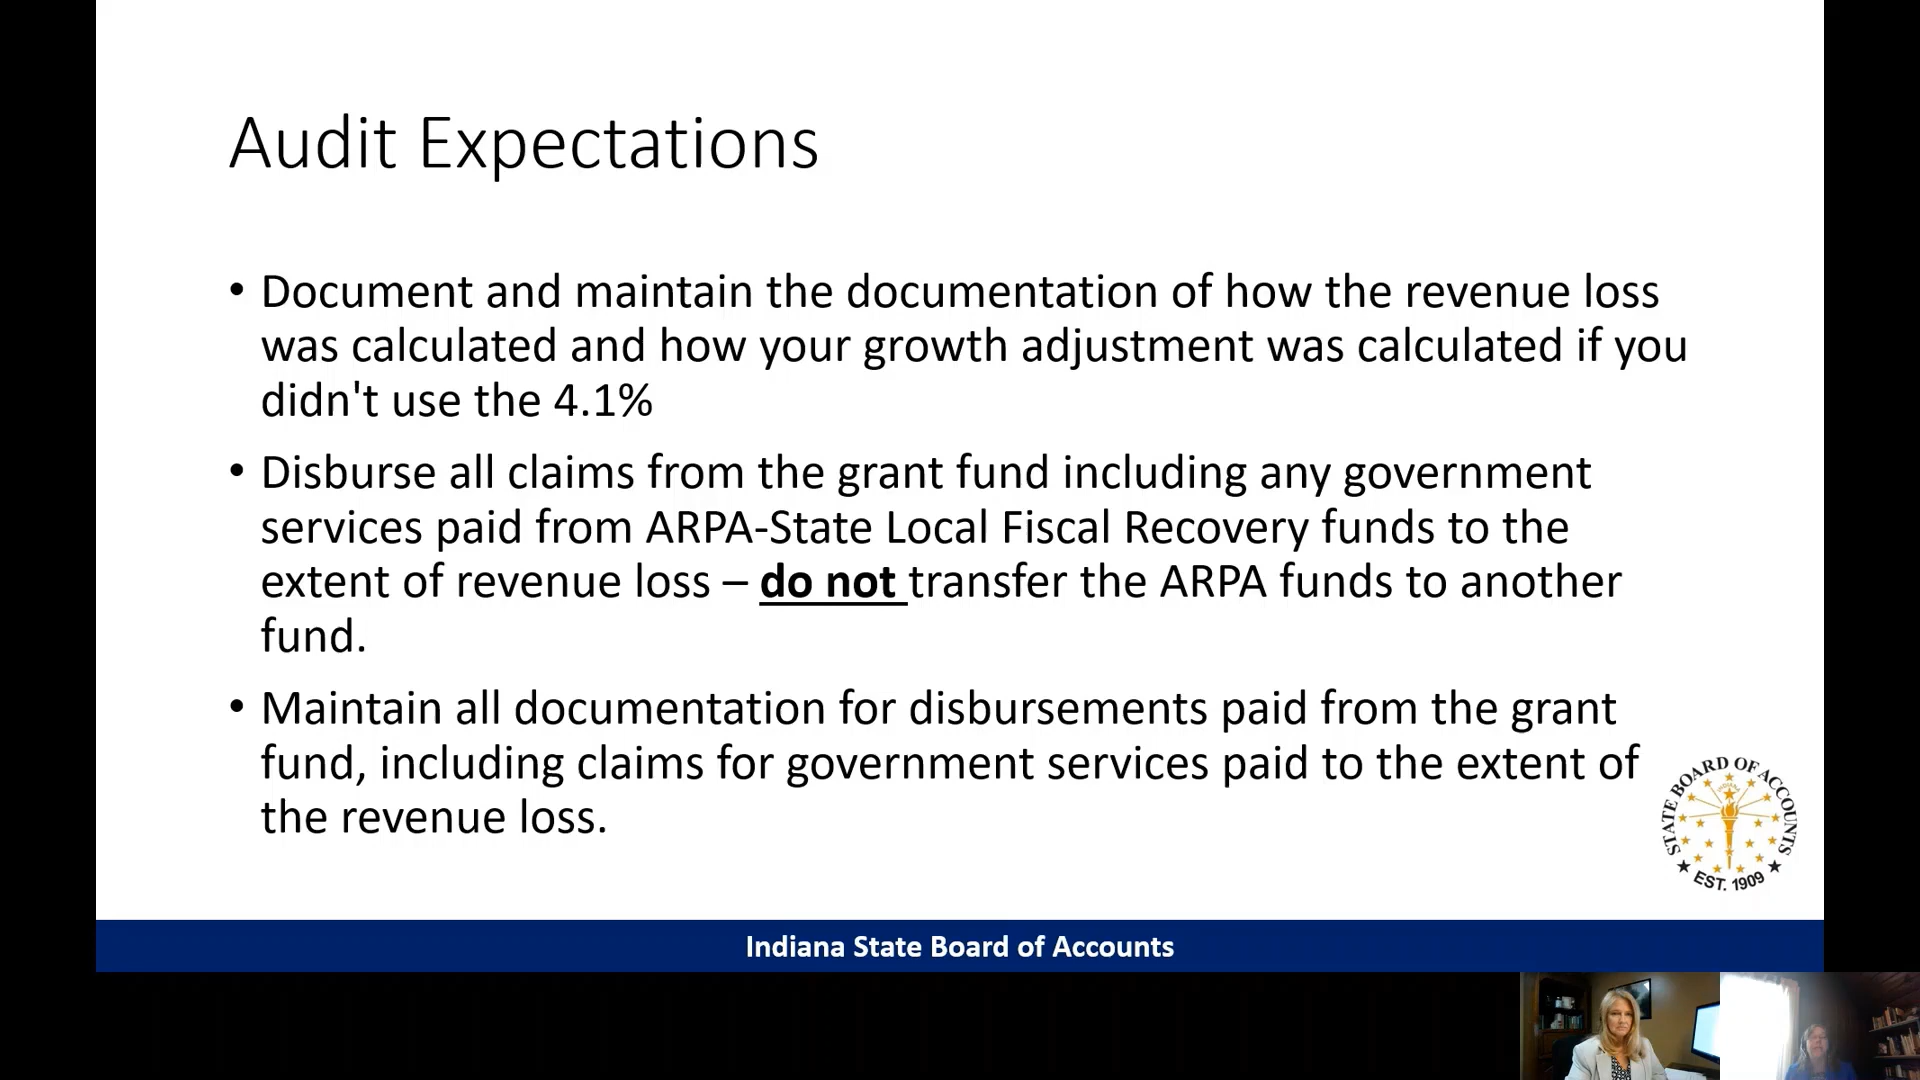 Audit Expectations
• Document and maintain the documentation of how the revenue loss
was calculated and how your growth adjustment was calculated if you
didn't use the 4.1%
• Disburse all claims from the grant fund including any government
services paid from ARPA-State Local Fiscal Recovery funds to the
extent of revenue loss – do not transfer the ARPA funds to another
fund.
• Maintain all documentation for disbursements paid from the grant
fund, including claims for government services paid to the extent of
the revenue loss.
STATE BOARD OF ACCOUNTS
INDIANA
★ EST. 1909 ★
Indiana State Board of Accounts